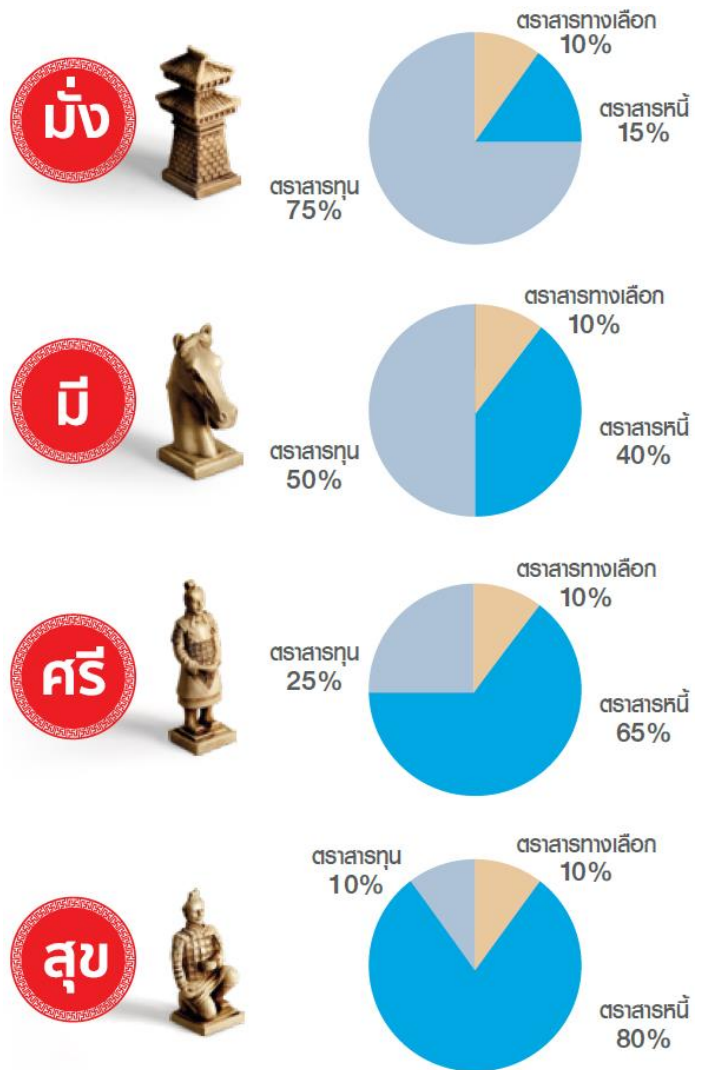 มั่ง
ตราสารทางเลือก
10%
ตราสารหนี้
15%
ตราสารทุน
75%
มี
ตราสารทางเลือก
10%
ตราสารหนี้
40%
ตราสารทุน
50%
ศรี
ตราสารทางเลือก
10%
ตราสารทุน
25%
ตราสารหนี้
65%
สุข
ตราสารทุน
10%
ตราสารทางเลือก
10%
ตราสารหนี้
80%